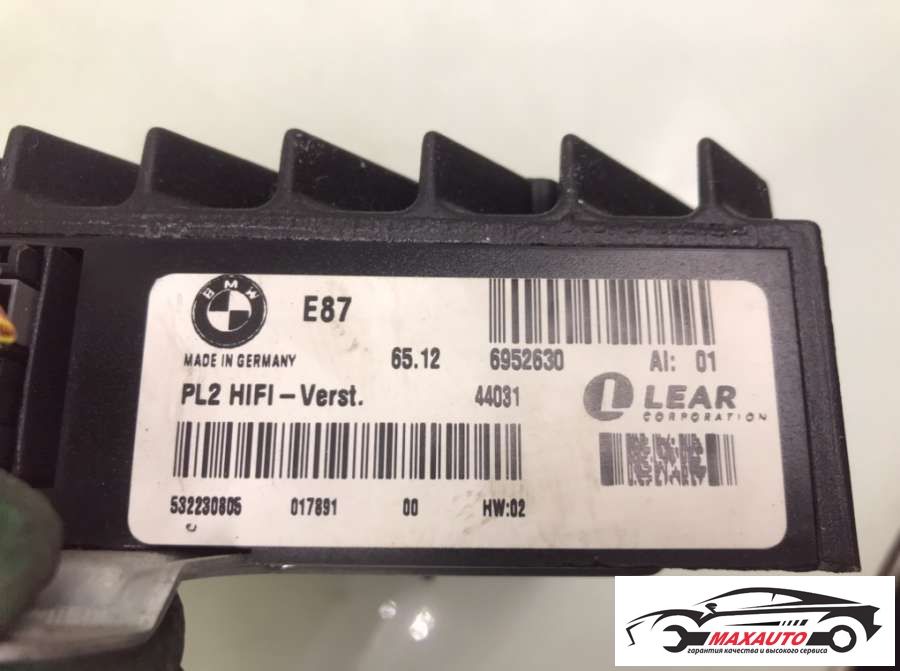 BMW
E87
MADE IN GERMANY
65.12 6952630 AI: 01
PL2 HIFI-Verst. 44031
LEAR
CORPORATION
532230805 017891 00 HW:02
MAXAUTO
гарантия качества и высокого сервиса